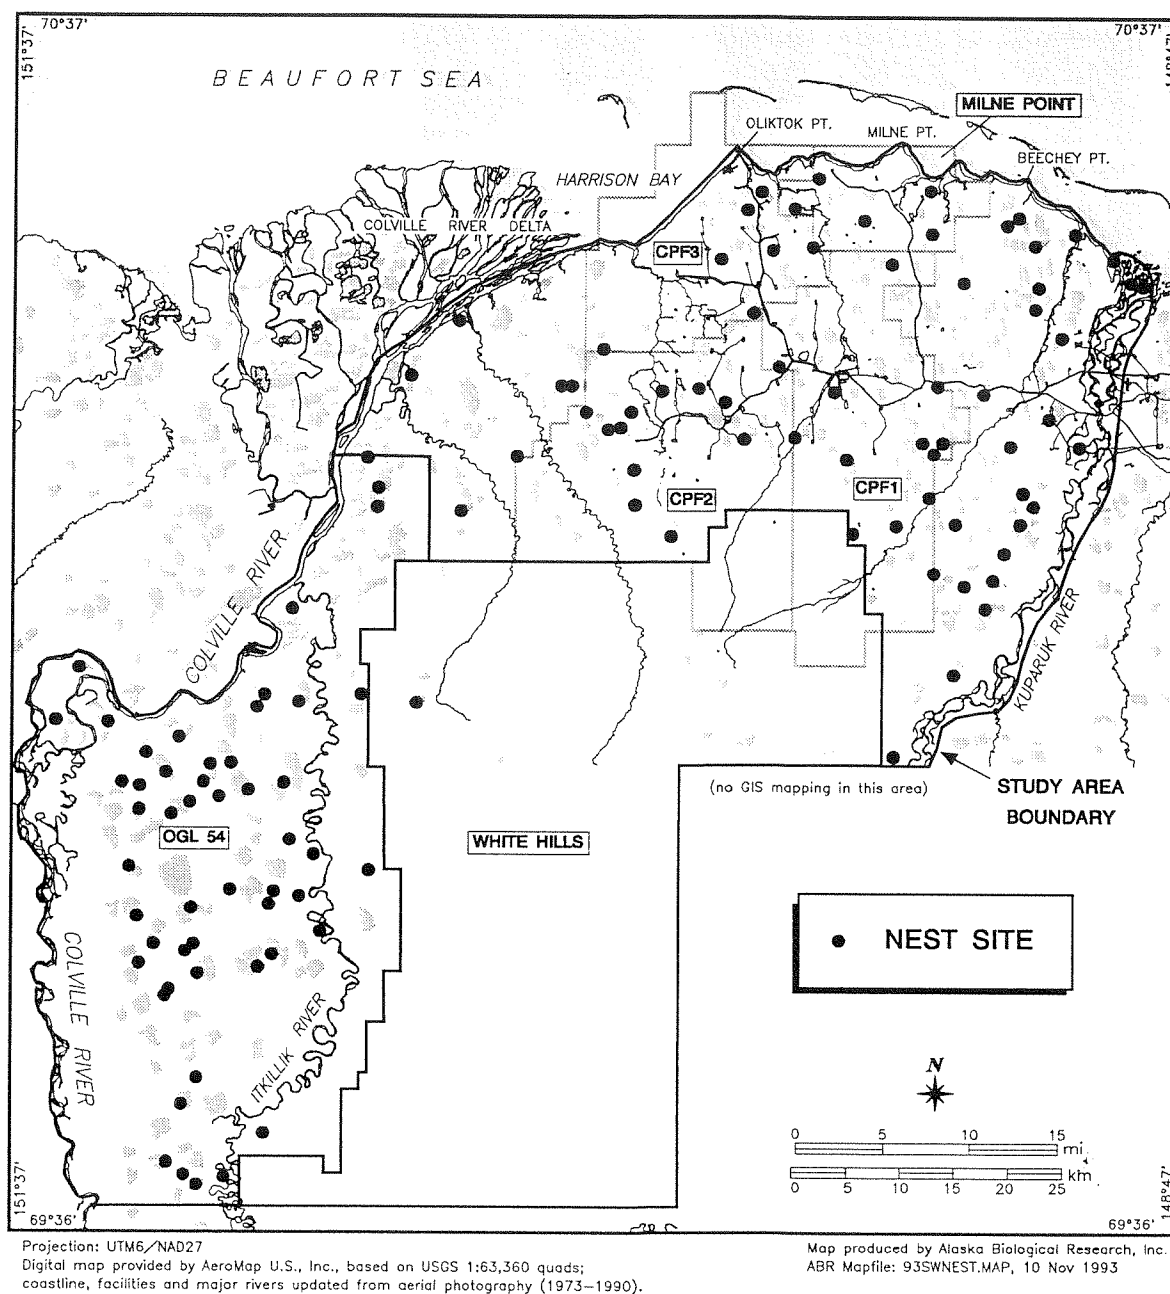 70°37'
70°37'
151°37'
BEAUFORT SEA
MILNE POINT
OLIKTOK PT.
MILNE PT.
BEECHEY PT.
HARRISON BAY
COLVILLE RIVER DELTA
CPF3
CPF2
CPF1
COLVILLE RIVER
KUPARUK RIVER
(no GIS mapping in this area)
STUDY AREA
BOUNDARY
OGL 54
WHITE HILLS
NEST SITE
COLVILLE RIVER
ITKILLIK RIVER
N
0 5 10 15
mi
km
0 5 10 15 20 25
151°37'
148°47'
69°36'
69°36'
Projection: UTM6/NAD27
Digital map provided by AeroMap U.S., Inc., based on USGS 1:63,360 quads;
coastline, facilities and major rivers updated from aerial photography (1973–1990).
Map produced by Alaska Biological Research, Inc.
ABR Mapfile: 93SWNEST.MAP, 10 Nov 1993